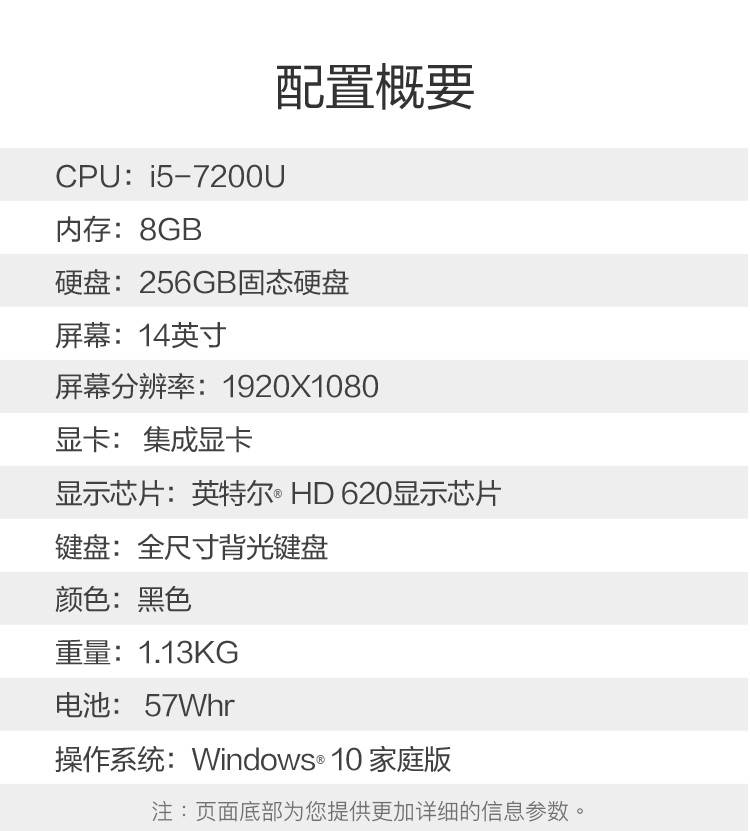 配置概要
CPU：i5-7200U
内存：8GB
硬盘：256GB固态硬盘
屏幕：14英寸
屏幕分辨率：1920X1080
显卡： 集成显卡
显示芯片：英特尔® HD 620显示芯片
键盘：全尺寸背光键盘
颜色：黑色
重量：1.13KG
电池： 57Whr
操作系统：Windows® 10 家庭版
注：页面底部为您提供更加详细的信息参数。